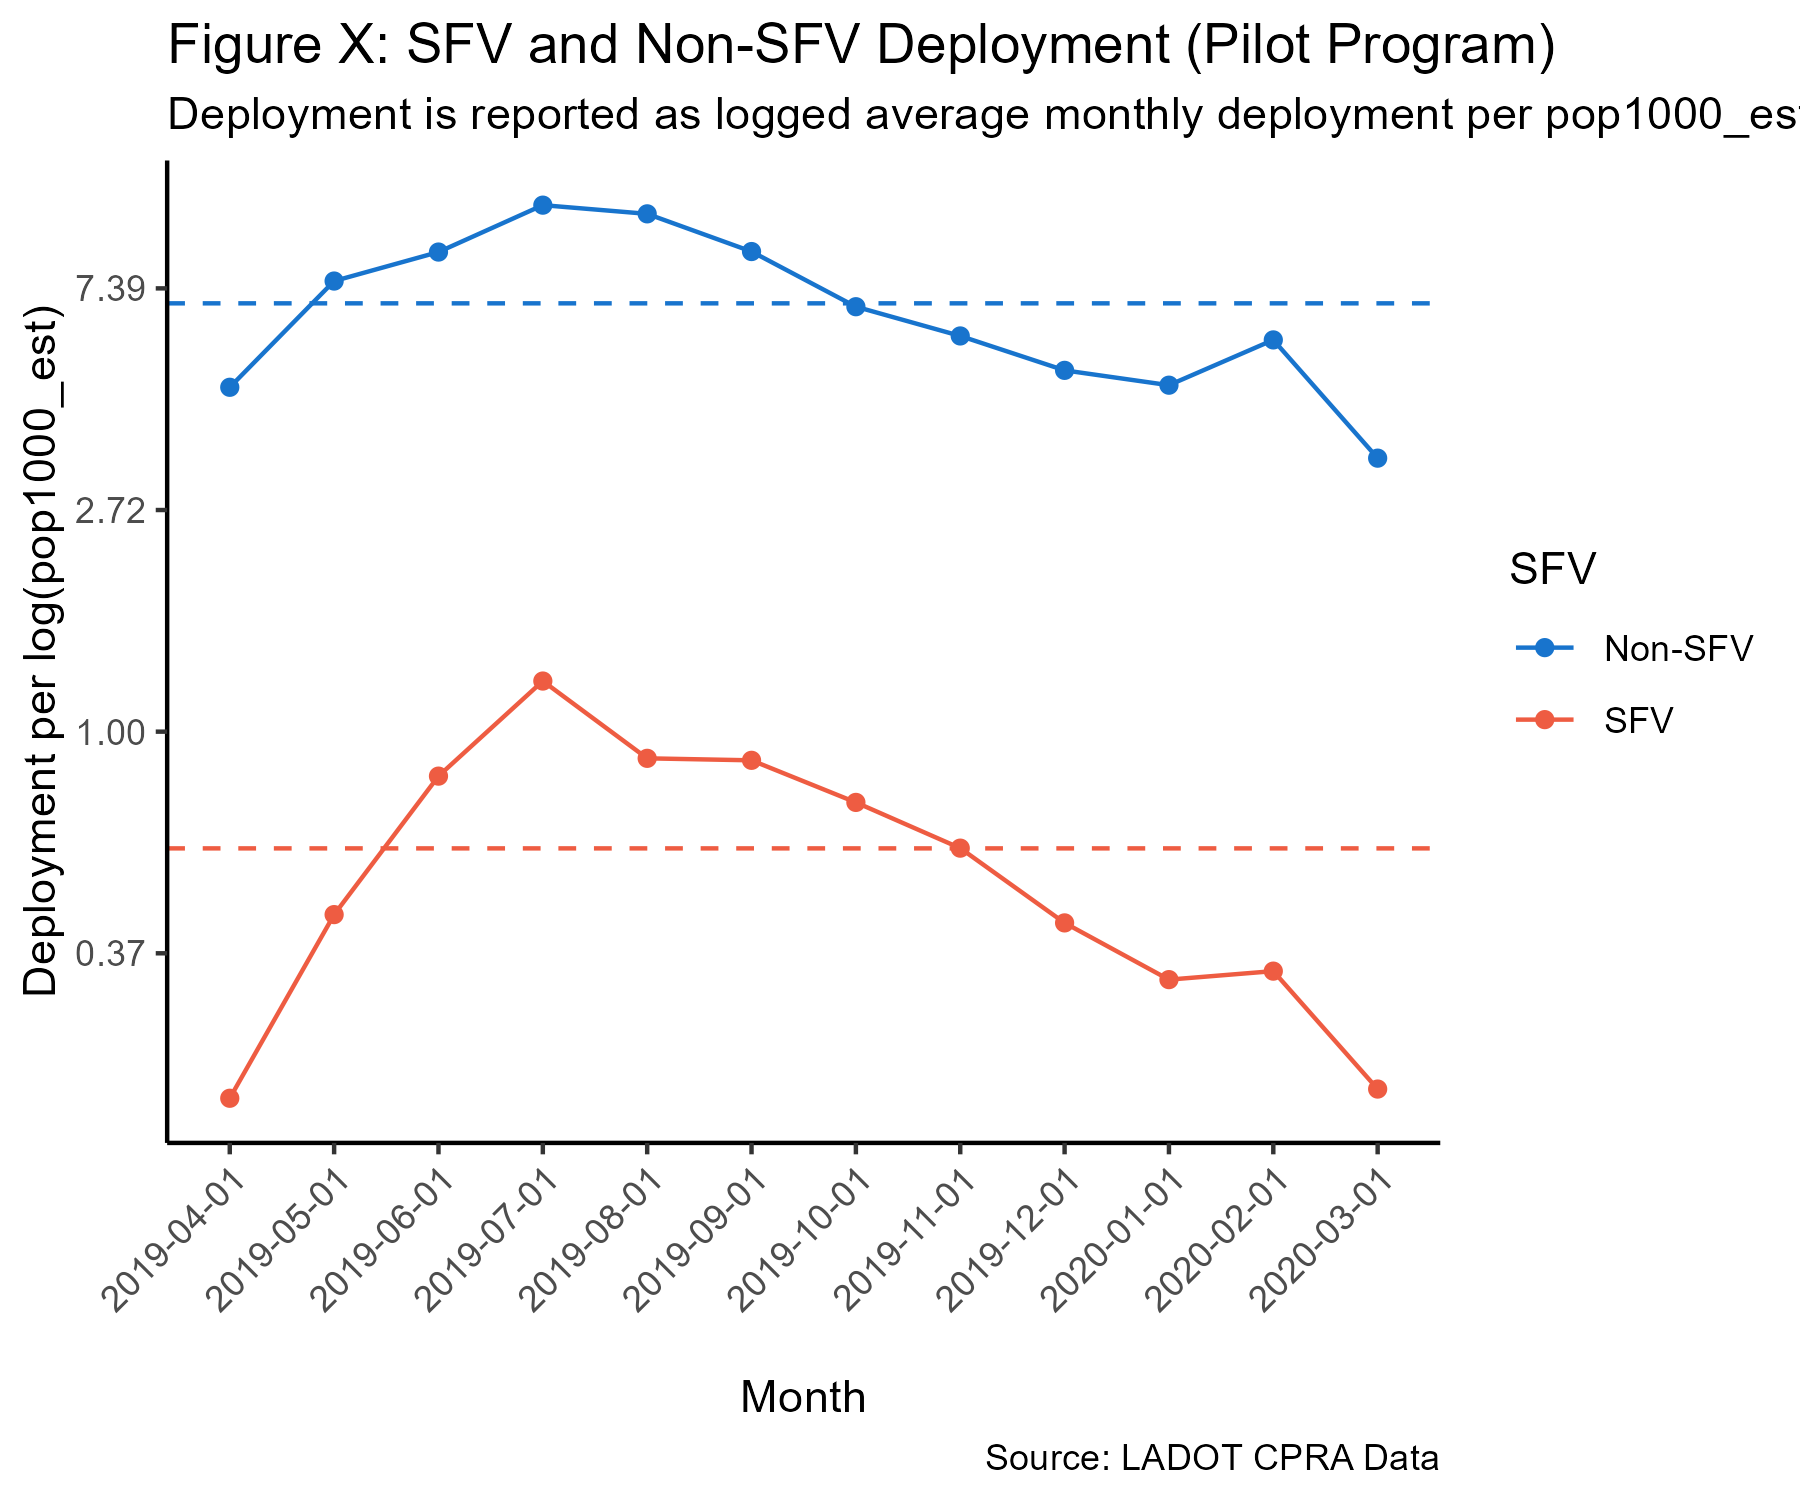 Figure X: SFV and Non-SFV Deployment (Pilot Program)
Deployment is reported as logged average monthly deployment per pop1000_est
Deployment per log(pop1000_est)
7.39
2.72
1.00
0.37
SFV
Non-SFV
SFV
2019-04-01
2019-05-01
2019-06-01
2019-07-01
2019-08-01
2019-09-01
2019-10-01
2019-11-01
2019-12-01
2020-01-01
2020-02-01
2020-03-01
Month
Source: LADOT CPRA Data